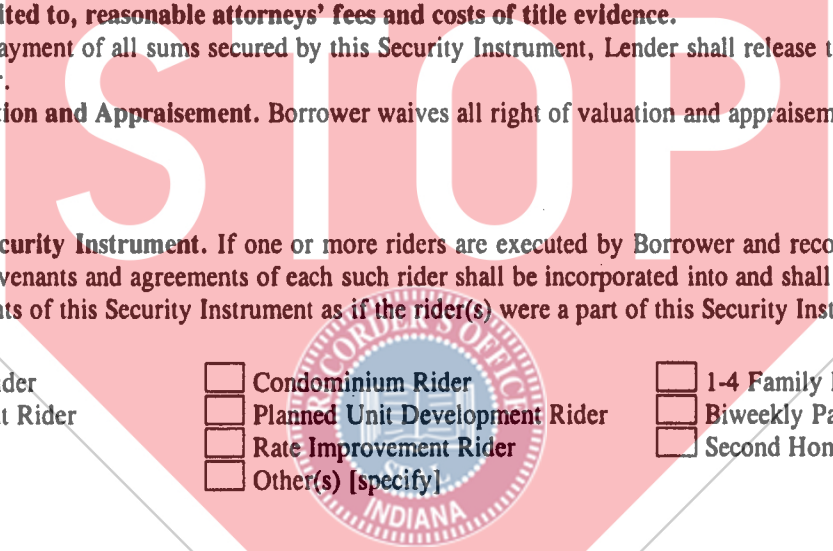 ited to, reasonable attorneys' fees and costs of title evidence.
ayment of all sums secured by this Security Instrument, Lender shall release t
r.
tion and Appraisement. Borrower waives all right of valuation and appraisem
STOP
curity Instrument. If one or more riders are executed by Borrower and reco
venants and agreements of each such rider shall be incorporated into and shall
ts of this Security Instrument as if the rider(s) were a part of this Security Inst
RECORDER'S OFFICE
der Condominium Rider 1-4 Family
t Rider Planned Unit Development Rider Biweekly Pa
Rate Improvement Rider Second Hom
Other(s) [specify]
SEAL
INDIANA